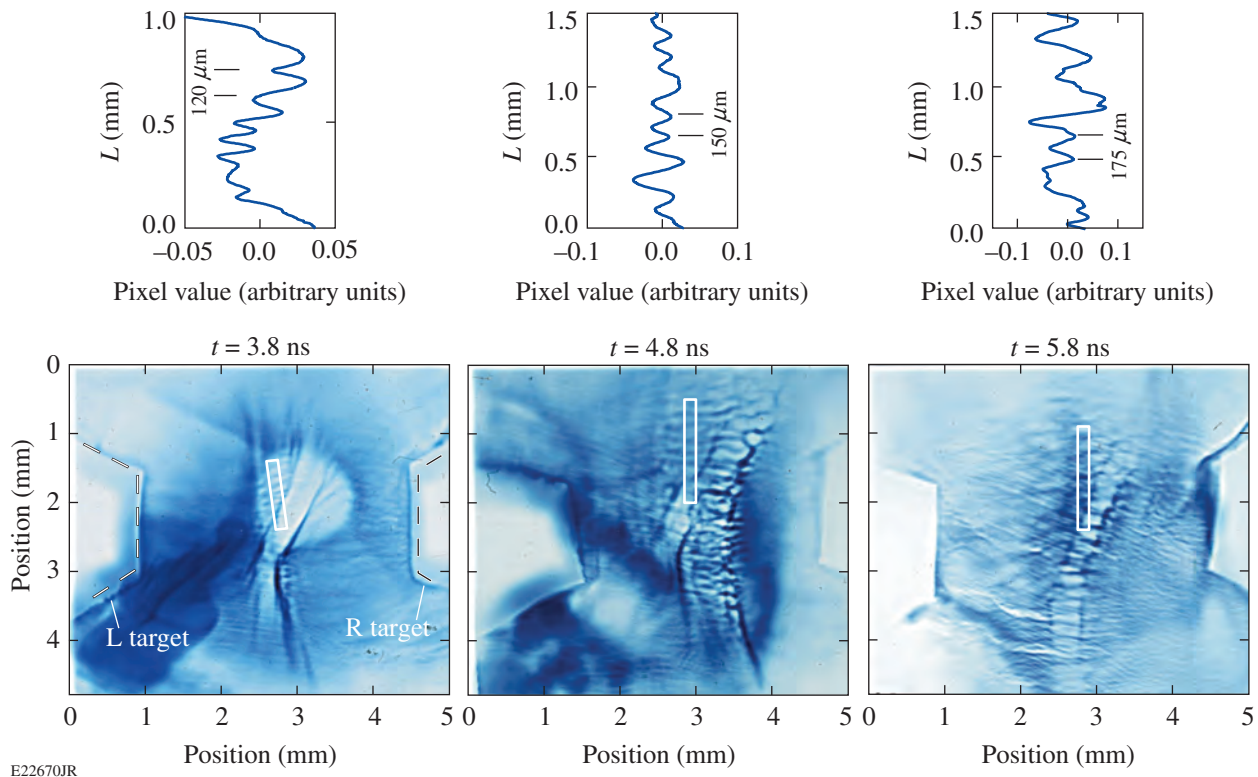 1.0
0.5
0.0
L (mm)
120 μm
–0.05 0.0 0.05
Pixel value (arbitrary units)
1.5
1.0
0.5
0.0
L (mm)
150 μm
–0.1 0.0 0.1
Pixel value (arbitrary units)
1.5
1.0
0.5
0.0
L (mm)
175 μm
–0.1 0.0 0.1
Pixel value (arbitrary units)
t = 3.8 ns
t = 4.8 ns
t = 5.8 ns
0
1
2
3
4
Position (mm)
L target
R target
0 1 2 3 4 5
0 1 2 3 4 5
0 1 2 3 4 5
Position (mm)
Position (mm)
Position (mm)
E22670JR